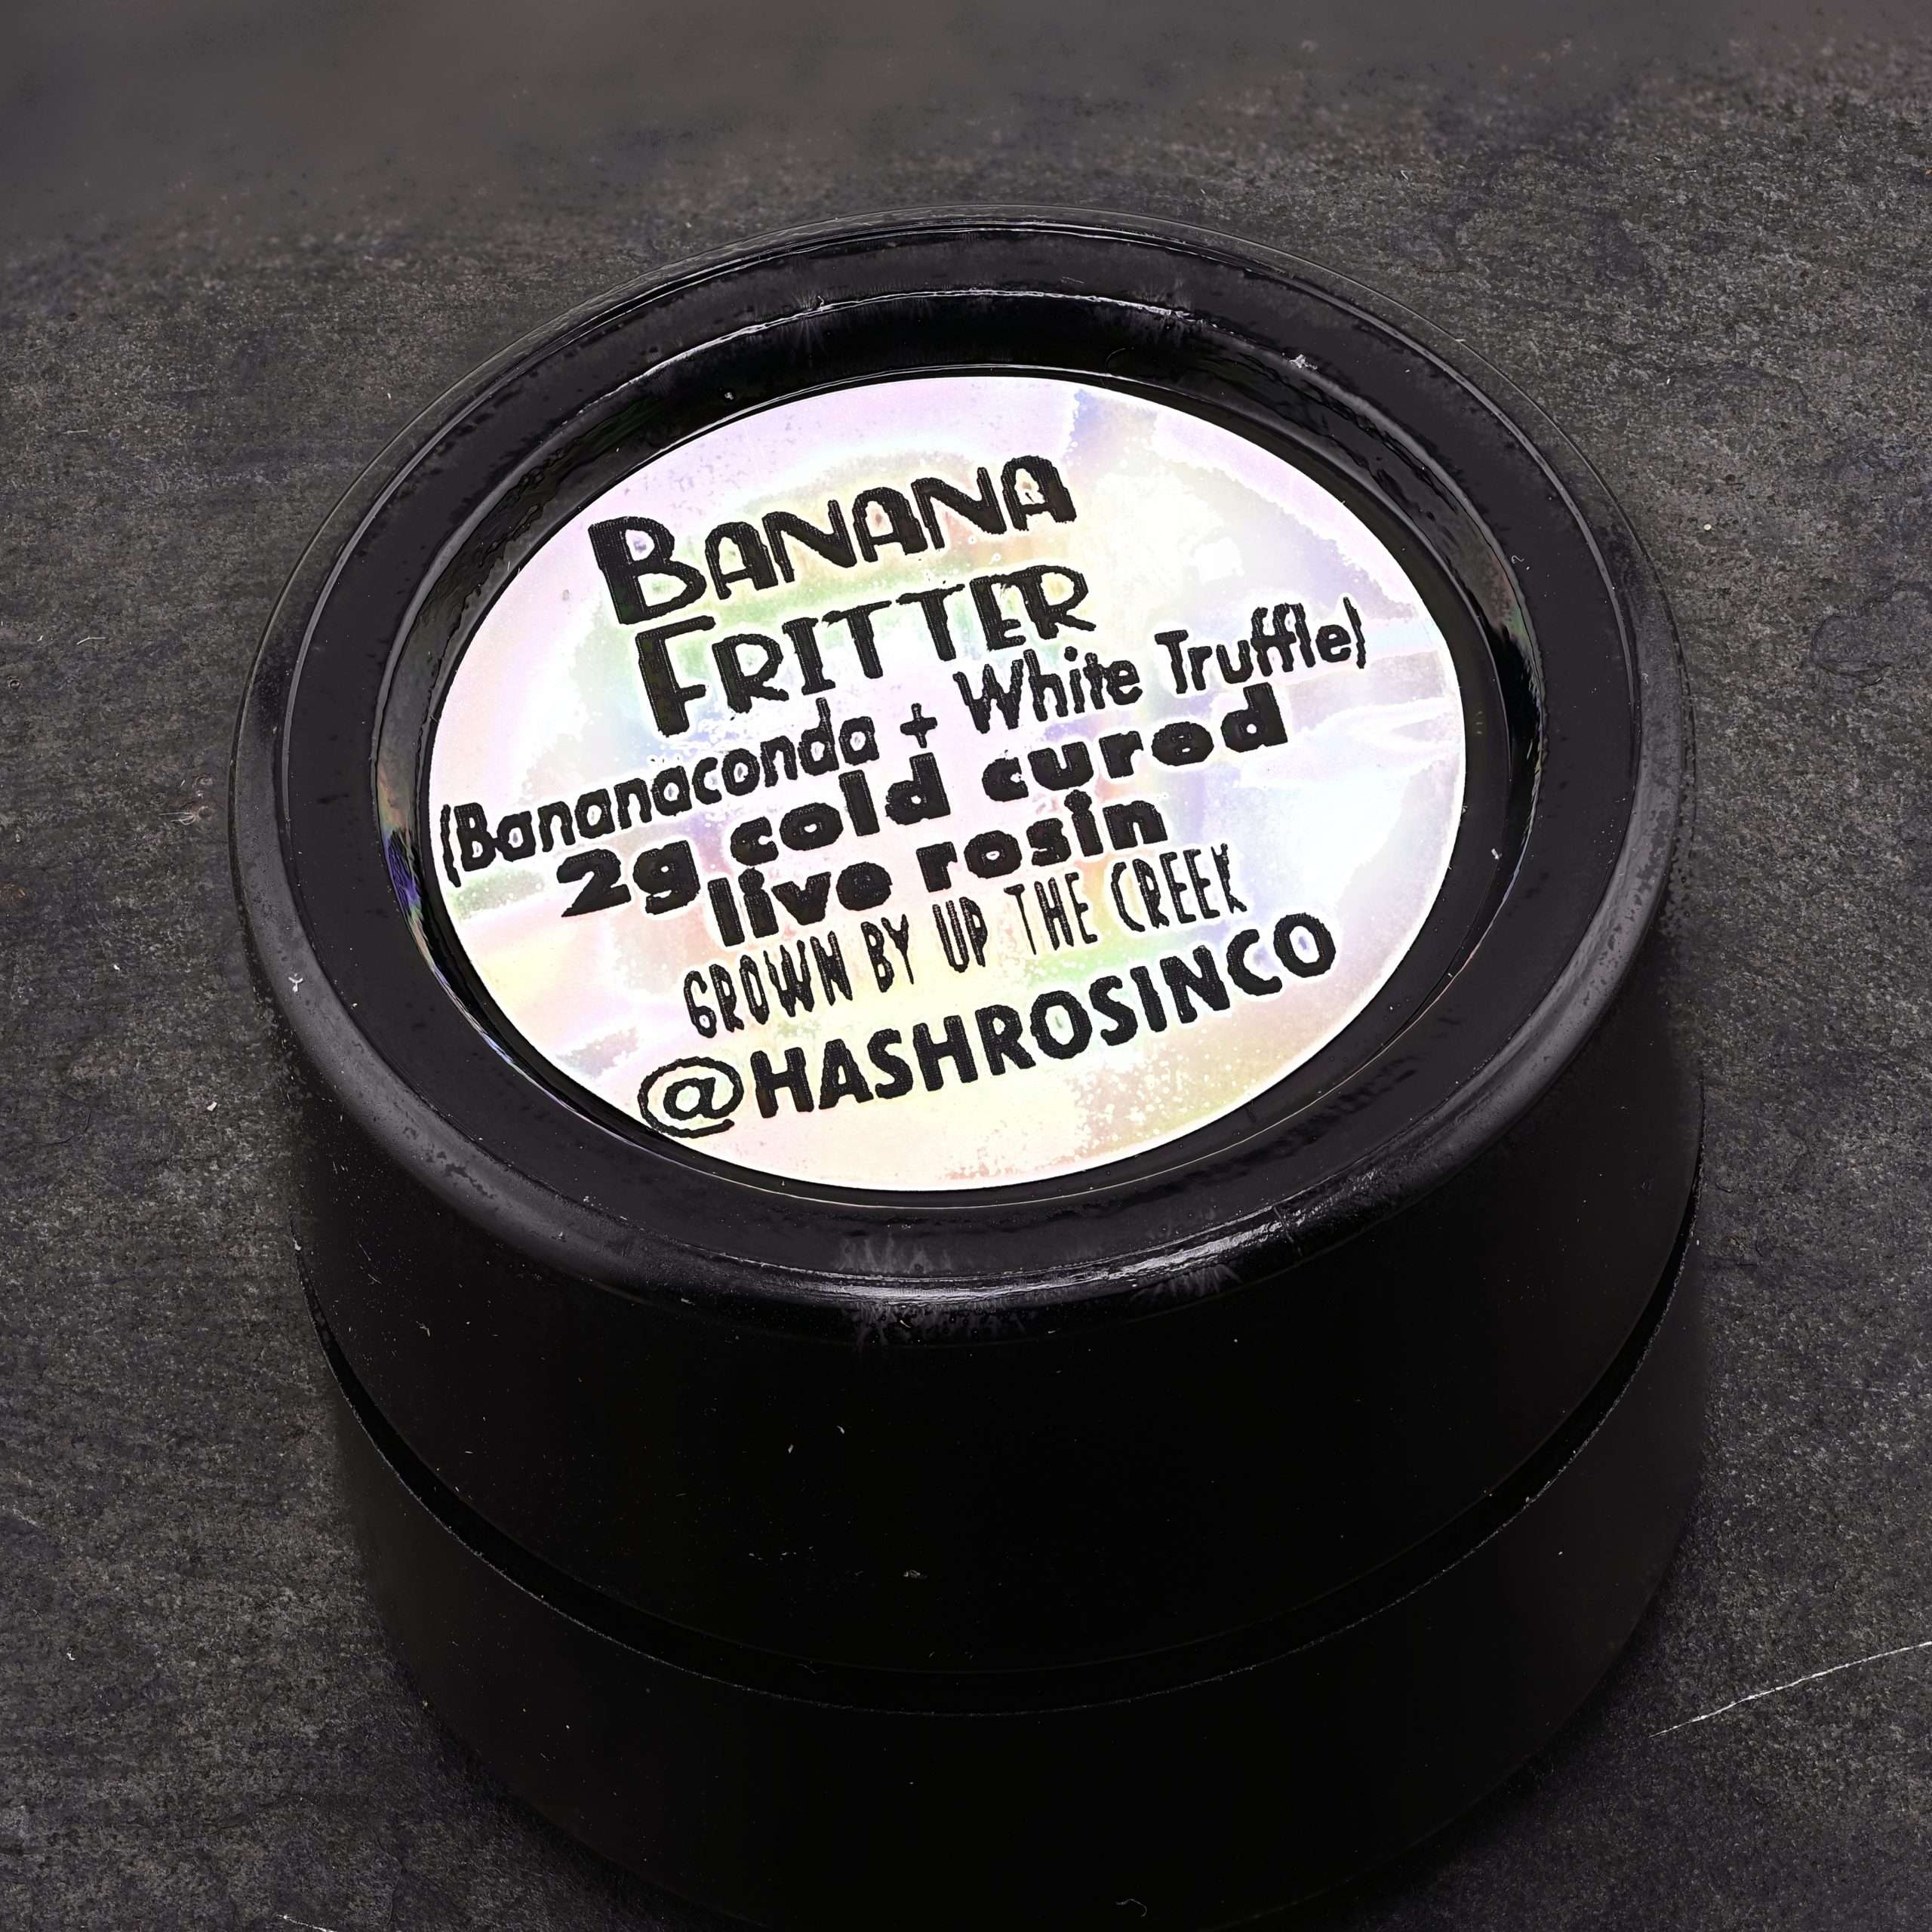 BANANA
FRITTER
(Bananaconda + White Truffle)
2g cold cured
live rosin
GROWN BY UP THE CREEK
@HASHROSINCO